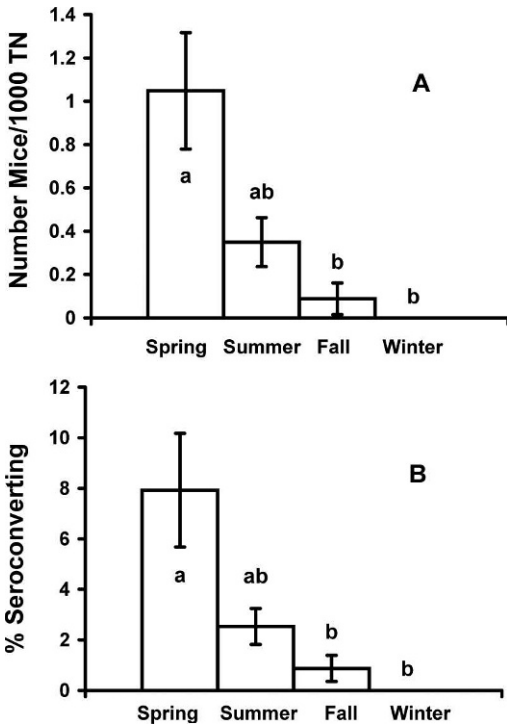 1.4
1.2
1
0.8
0.6
0.4
0.2
0
Number Mice/1000 TN
A
a
ab
b
b
Spring Summer Fall Winter
12
10
8
6
4
2
0
% Seroconverting
B
a
ab
b
b
Spring Summer Fall Winter